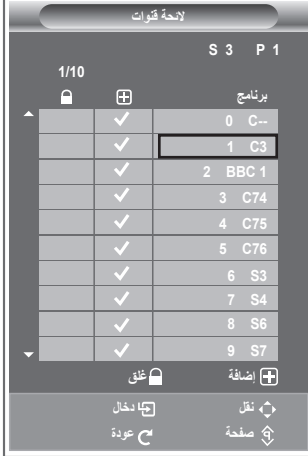 لائحة قنوات
S 3 P 1
1/10
برنامج
0 C--
1 C3
2 BBC 1
3 C74
4 C75
5 C76
6 S3
7 S4
8 S6
9 S7
إضافة غلق
نقل دخال
صفحة عودة